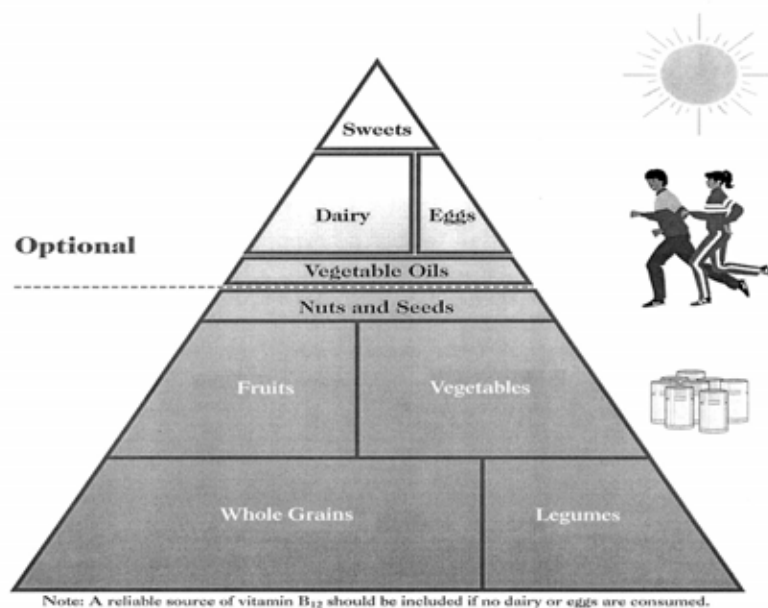 Sweets
Dairy Eggs
Optional
Vegetable Oils
Nuts and Seeds
Fruits Vegetables
Whole Grains Legumes
Note: A reliable source of vitamin B₁₂ should be included if no dairy or eggs are consumed.